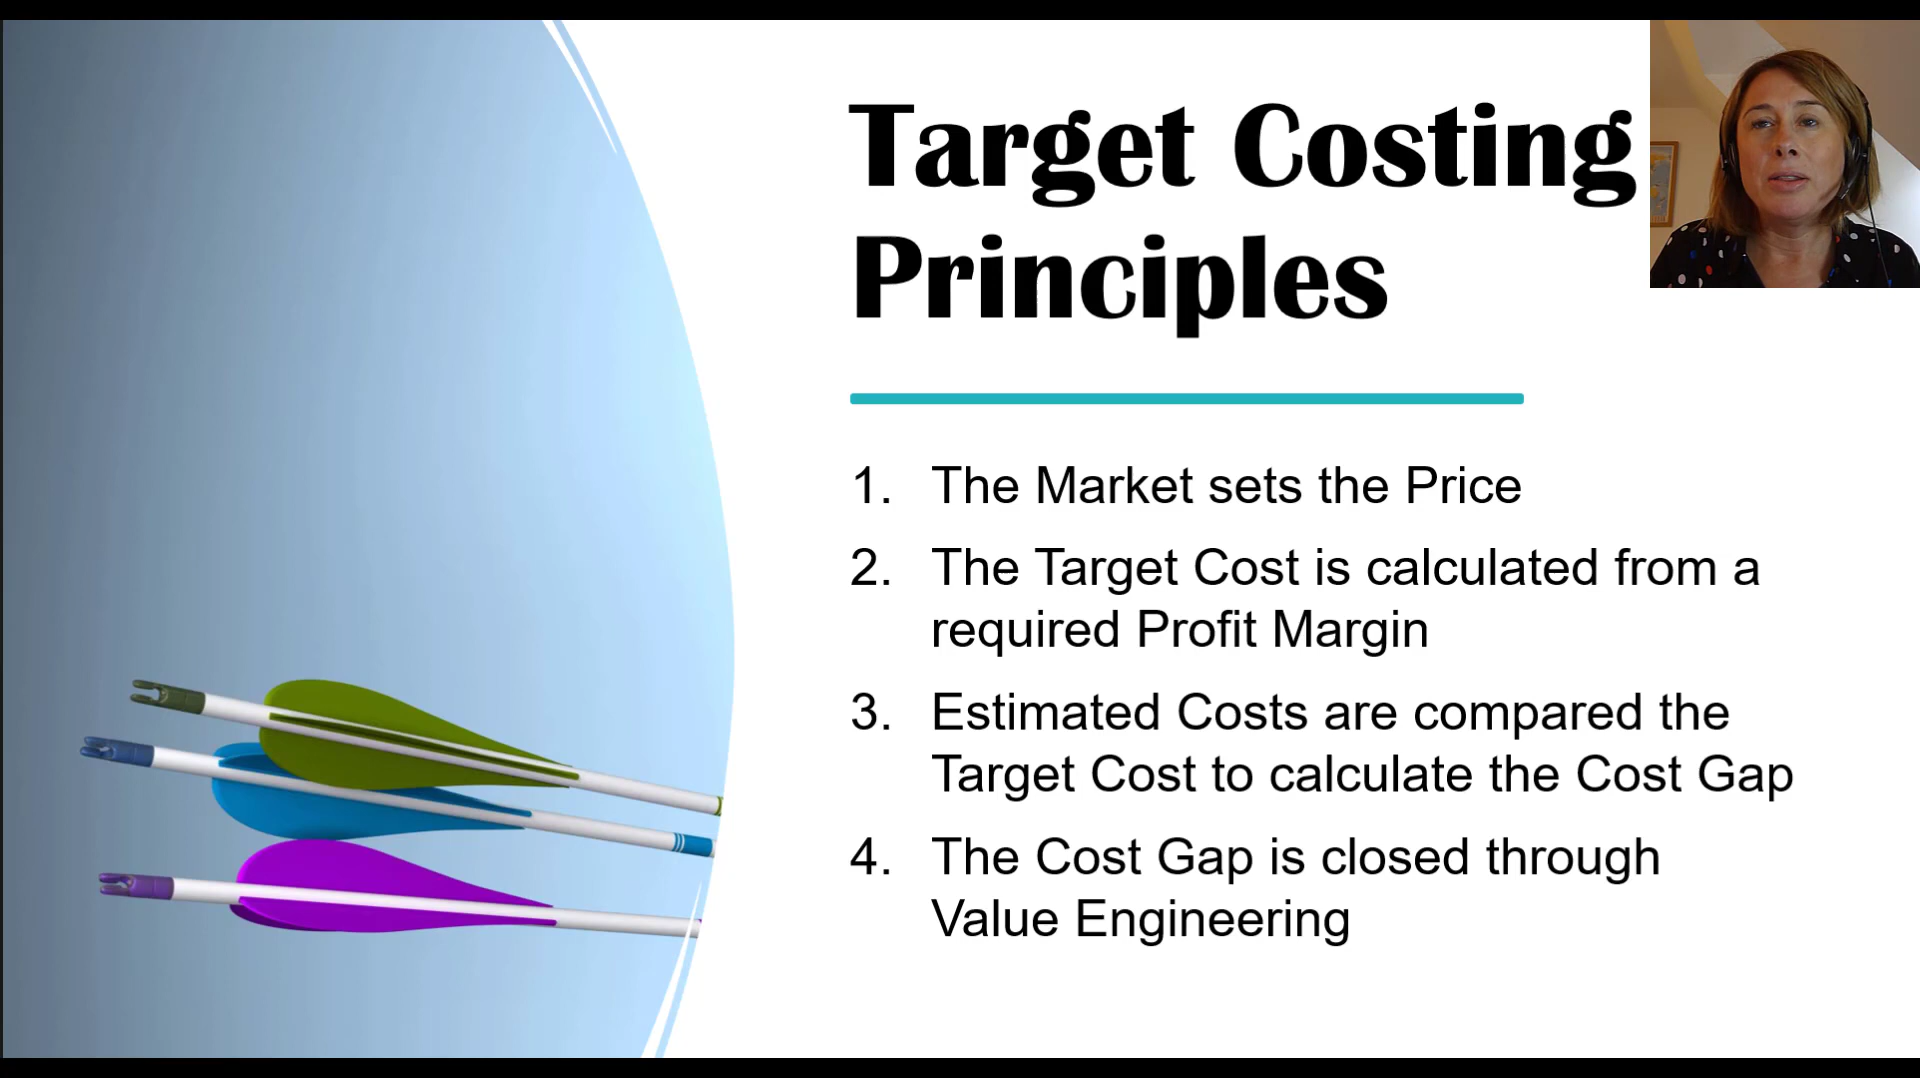 Target Costing
Principles
1. The Market sets the Price
2. The Target Cost is calculated from a
required Profit Margin
3. Estimated Costs are compared the
Target Cost to calculate the Cost Gap
4. The Cost Gap is closed through
Value Engineering